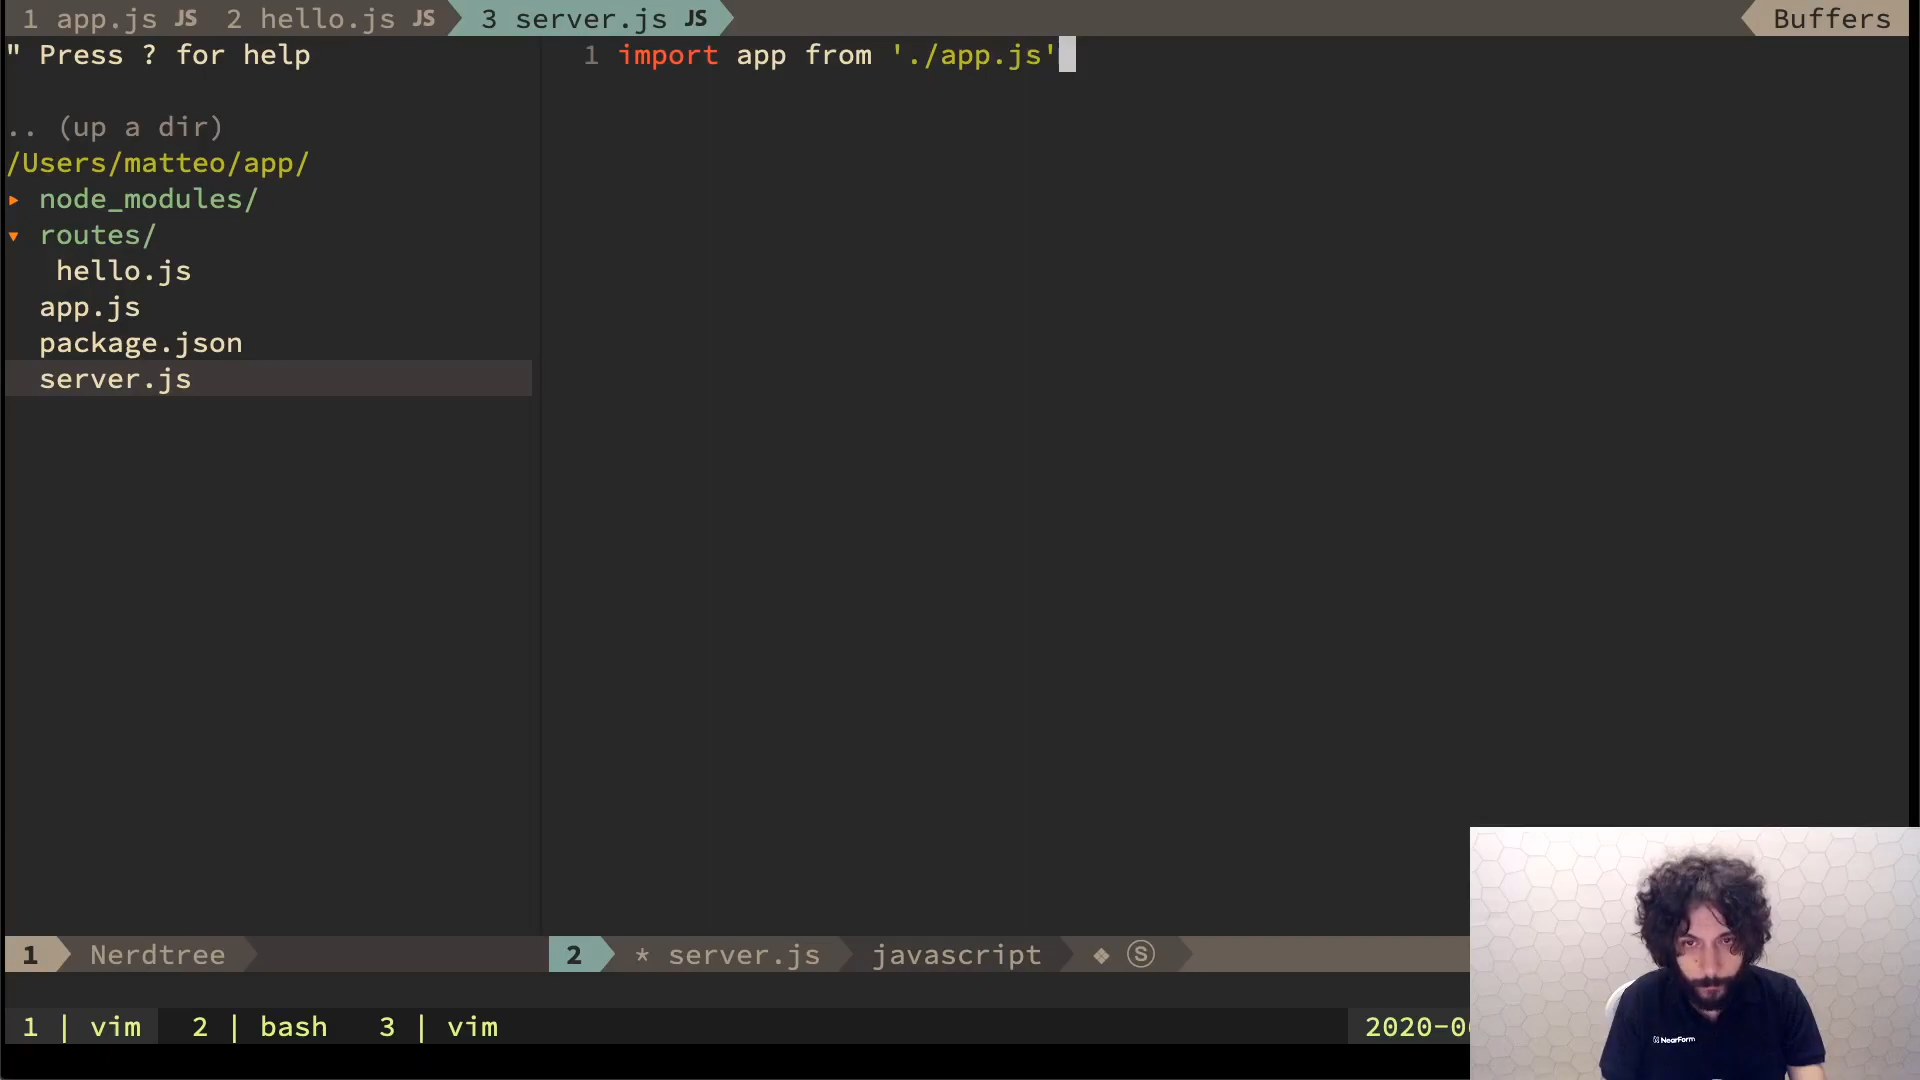 1 app.js JS 2 hello.js JS 3 server.js JS Buffers
" Press ? for help
.. (up a dir)
/Users/matteo/app/
▸ node_modules/
▾ routes/
hello.js
app.js
package.json
server.js
1 import app from './app.js'
1 Nerdtree
2 * server.js javascript ❖ Ⓢ
1 | vim 2 | bash 3 | vim
2020-0
NearForm